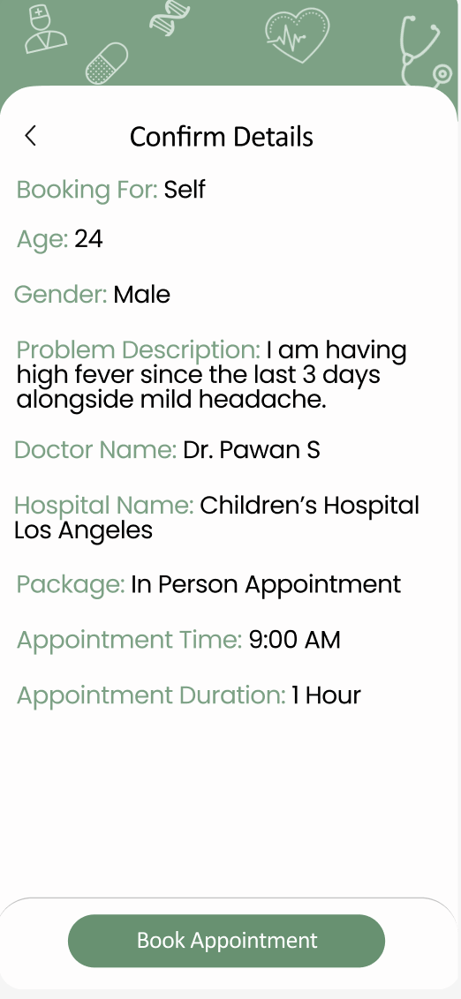 Confirm Details
Booking For: Self
Age: 24
Gender: Male
Problem Description: I am having
high fever since the last 3 days
alongside mild headache.
Doctor Name: Dr. Pawan S
Hospital Name: Children’s Hospital
Los Angeles
Package: In Person Appointment
Appointment Time: 9:00 AM
Appointment Duration: 1 Hour
Book Appointment